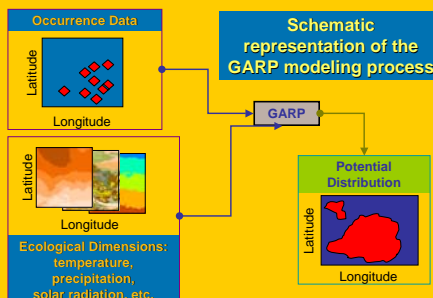 Occurrence Data
Latitude
Longitude
Schematic
representation of the
GARP modeling process
GARP
Latitude
Longitude
Ecological Dimensions:
temperature,
precipitation,
solar radiation, etc.
Potential
Distribution
Latitude
Longitude